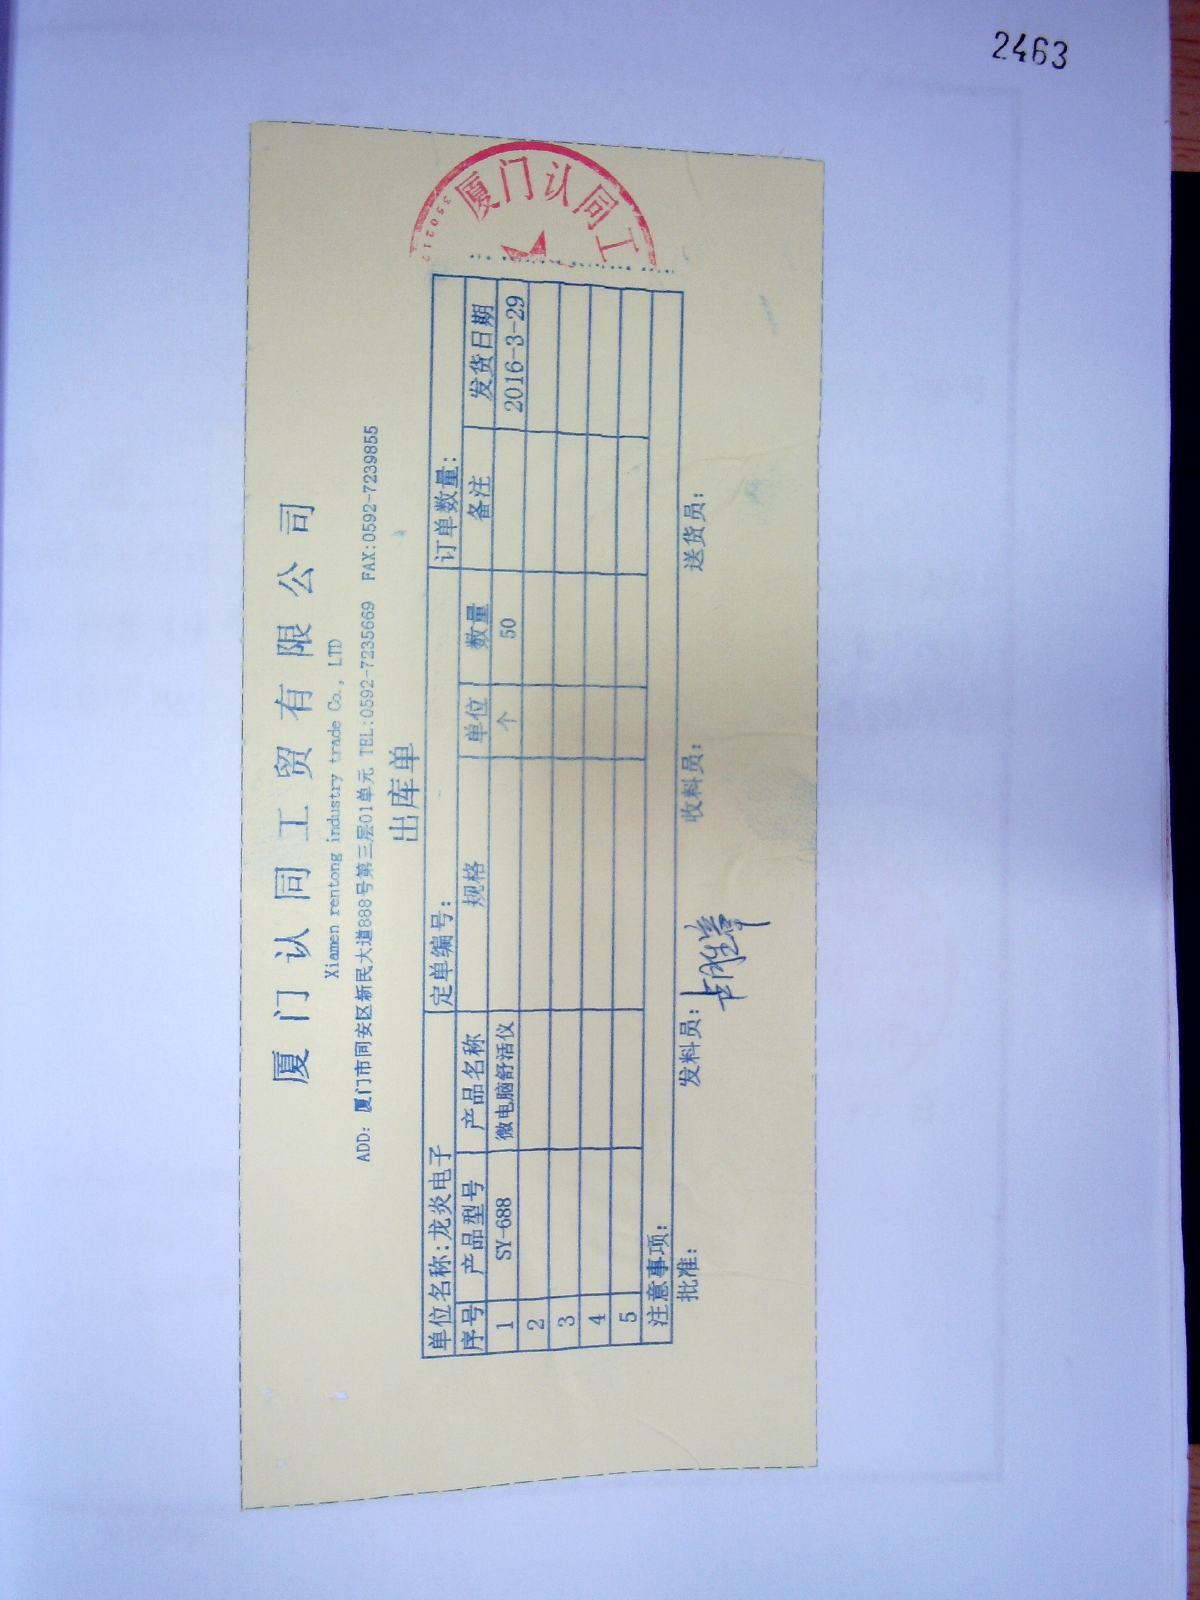 2463
厦门认同工贸有限公司
Xiamen rentong industry trade Co., LTD
ADD: 厦门市同安区新民大道888号第三层01单元 TEL:0592-7235669 FAX:0592-7239855
出库单
单位名称:龙炎电子 定单编号: 订单数量:
序号 产品型号 产品名称 规格 单位 数量 备注 发货日期
1 SY-688 微电脑舒活仪 个 50 2016-3-29
2
3
4
5
注意事项:
批准: 发料员: 收料员: 送货员:
厦门认同工